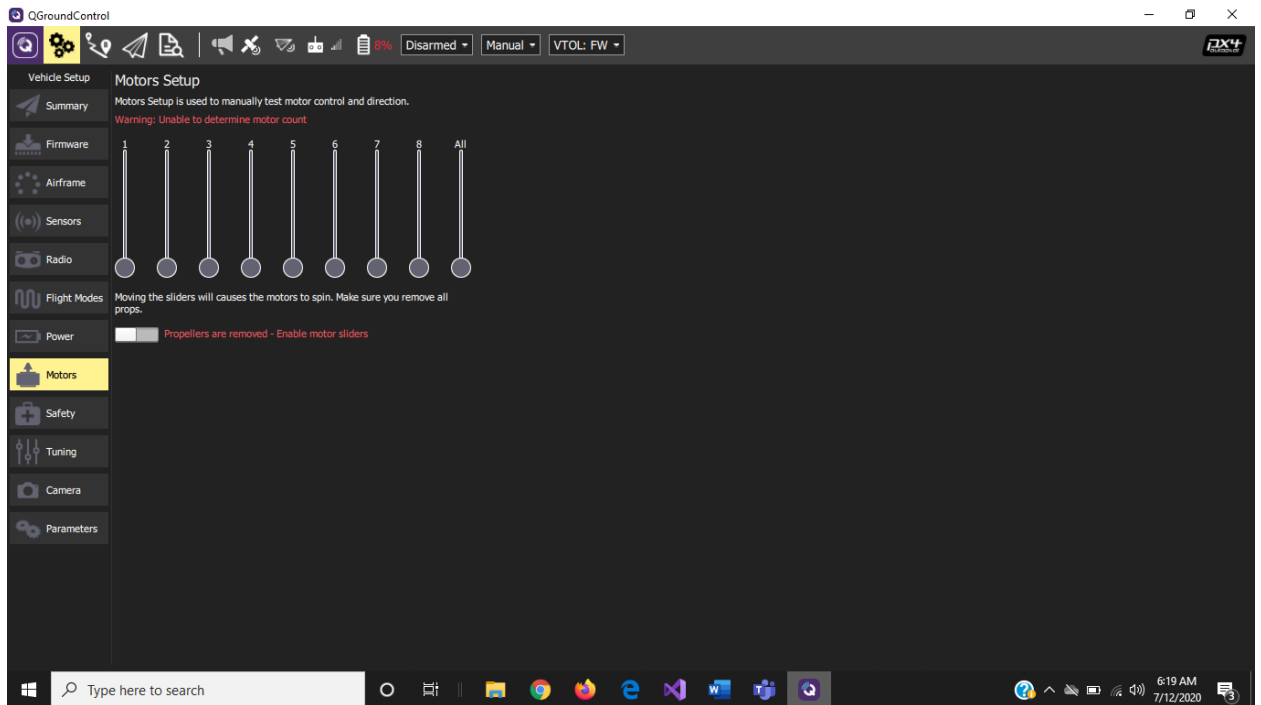 QGroundControl
8% Disarmed Manual VTOL: FW
PX4
autopilot
Vehicle Setup
Summary
Firmware
Airframe
Sensors
Radio
Flight Modes
Power
Motors
Safety
Tuning
Camera
Parameters
Motors Setup
Motors Setup is used to manually test motor control and direction.
Warning: Unable to determine motor count
1 2 3 4 5 6 7 8 All
Moving the sliders will causes the motors to spin. Make sure you remove all
props.
Propellers are removed - Enable motor sliders
Type here to search
6:19 AM
7/12/2020
3